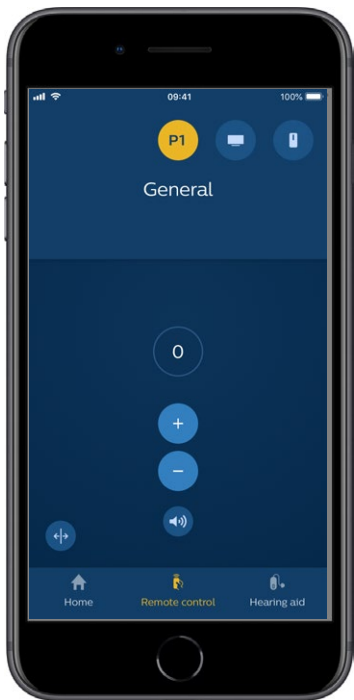 09:41
100%
P1
General
0
+
−
Home
Remote control
Hearing aid